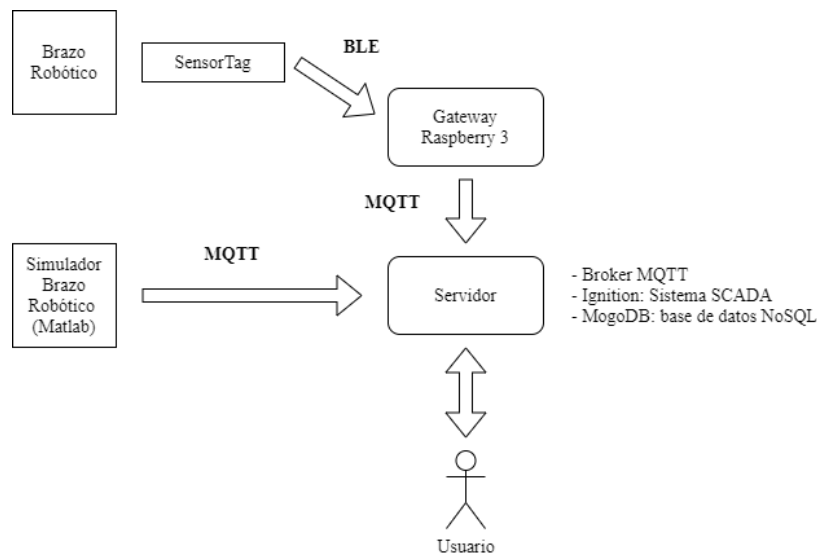 Brazo
Robótico
SensorTag
BLE
Gateway
Raspberry 3
MQTT
Simulador
Brazo
Robótico
(Matlab)
MQTT
Servidor
- Broker MQTT
- Ignition: Sistema SCADA
- MogoDB: base de datos NoSQL
Usuario